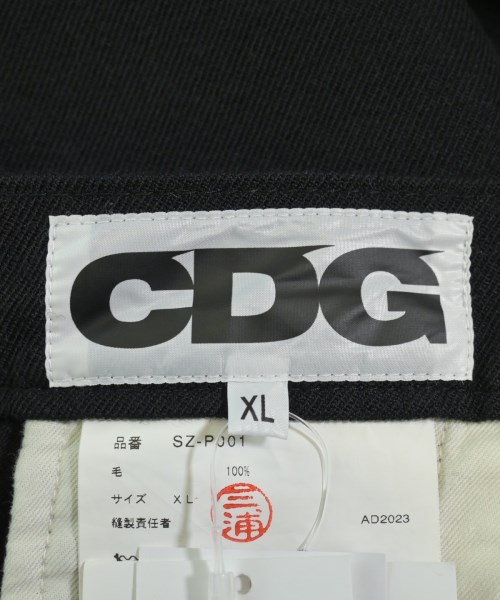 CDG
XL
品番 SZ-P001
毛 100%
サイズ XL
縫製責任者 三浦 AD2023